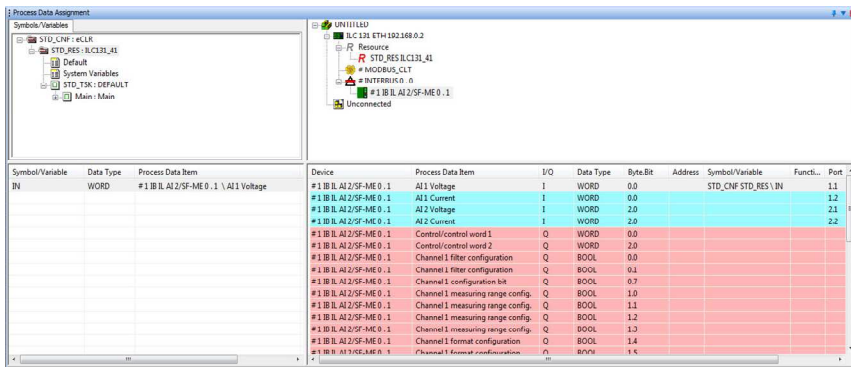 Process Data Assignment
Symbols/Variables
STD_CNF : eCLR
STD_RES : ILC131_41
Default
System Variables
STD_TSK : DEFAULT
Main : Main
UNTITLED
ILC 131 ETH 192.168.0.2
Resource
STD_RES ILC131_41
# MODBUS_CLT
# INTERBUS 0 . 0
# 1 IB IL AI 2/SF-ME 0 . 1
Unconnected
Symbol/Variable Data Type Process Data Item
IN WORD # 1 IB IL AI 2/SF-ME 0 . 1 \ AI 1 Voltage
Device Process Data Item I/Q Data Type Byte.Bit Address Symbol/Variable Functi... Port
# 1 IB IL AI 2/SF-ME 0 . 1 AI 1 Voltage I WORD 0.0 STD_CNF STD_RES \ IN 1.1
# 1 IB IL AI 2/SF-ME 0 . 1 AI 1 Current I WORD 0.0 1.2
# 1 IB IL AI 2/SF-ME 0 . 1 AI 2 Voltage I WORD 2.0 2.1
# 1 IB IL AI 2/SF-ME 0 . 1 AI 2 Current I WORD 2.0 2.2
# 1 IB IL AI 2/SF-ME 0 . 1 Control/control word 1 Q WORD 0.0
# 1 IB IL AI 2/SF-ME 0 . 1 Control/control word 2 Q WORD 2.0
# 1 IB IL AI 2/SF-ME 0 . 1 Channel 1 filter configuration Q BOOL 0.0
# 1 IB IL AI 2/SF-ME 0 . 1 Channel 1 filter configuration Q BOOL 0.1
# 1 IB IL AI 2/SF-ME 0 . 1 Channel 1 configuration bit Q BOOL 0.7
# 1 IB IL AI 2/SF-ME 0 . 1 Channel 1 measuring range config. Q BOOL 1.0
# 1 IB IL AI 2/SF-ME 0 . 1 Channel 1 measuring range config. Q BOOL 1.1
# 1 IB IL AI 2/SF-ME 0 . 1 Channel 1 measuring range config. Q BOOL 1.2
# 1 IB IL AI 2/SF-ME 0 . 1 Channel 1 measuring range config. Q BOOL 1.3
# 1 IB IL AI 2/SF-ME 0 . 1 Channel 1 format configuration Q BOOL 1.4
# 1 IB IL AI 2/SF-ME 0 . 1 Channel 1 format configuration Q BOOL 1.5